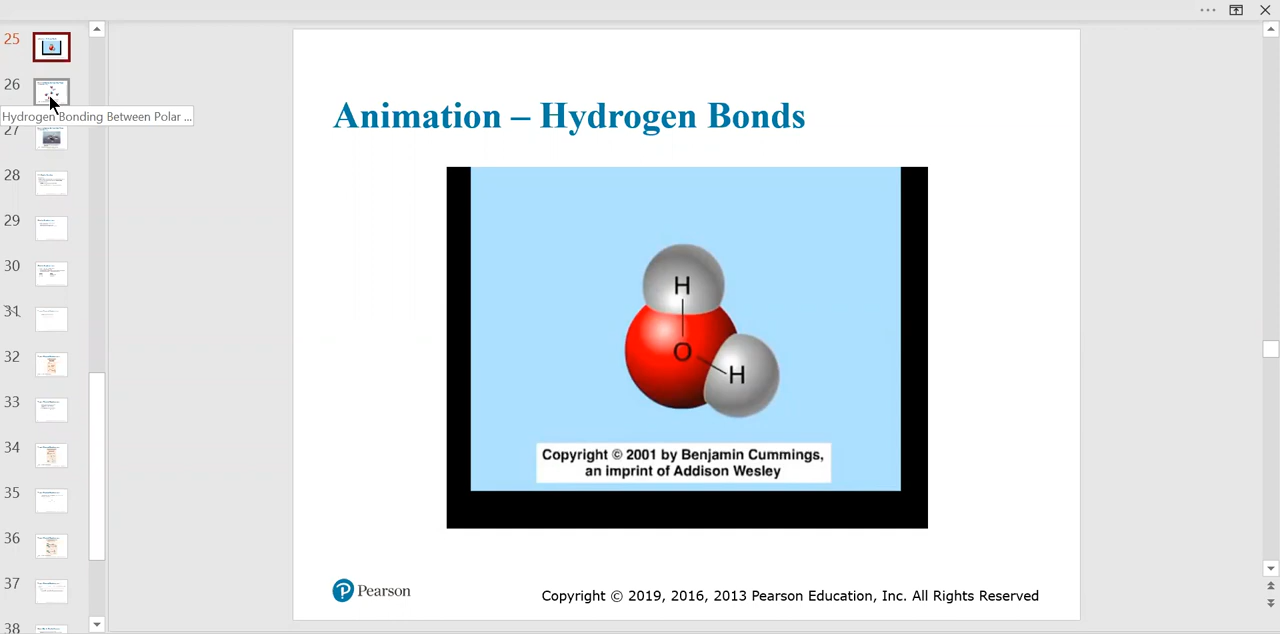 25
26
Hydrogen Bonding Between Polar ...
27
28
29
30
31
32
33
34
35
36
37
38
Animation – Hydrogen Bonds
H
O
H
Copyright © 2001 by Benjamin Cummings,
an imprint of Addison Wesley
P Pearson
Copyright © 2019, 2016, 2013 Pearson Education, Inc. All Rights Reserved